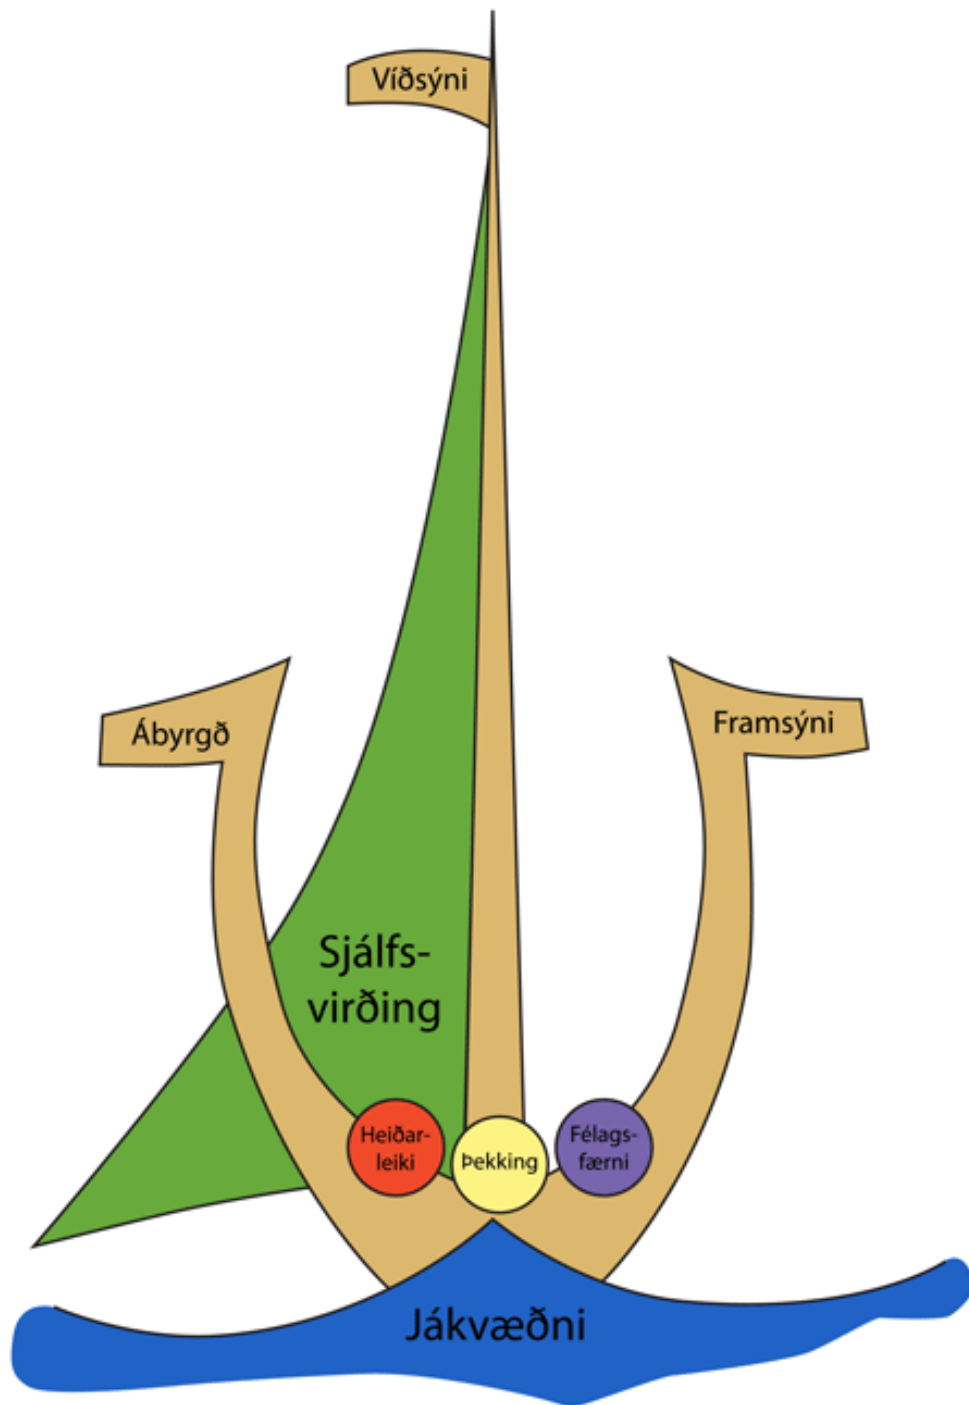 Víðsýni
Ábyrgð
Framsýni
Sjálfs-
virðing
Heiðar-
leiki
Þekking
Félags-
færni
Jákvæðni